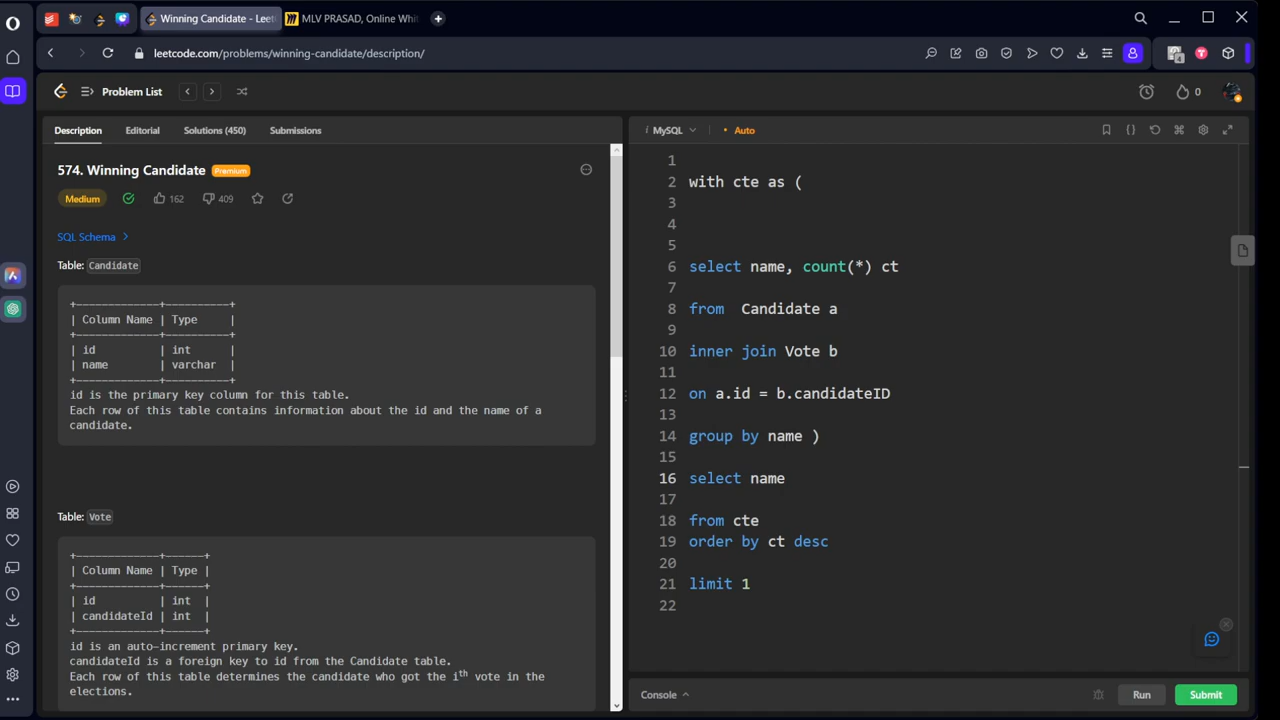 Winning Candidate - Leet
MLV PRASAD, Online Whit
leetcode.com/problems/winning-candidate/description/
4
Problem List
0
Description
Editorial
Solutions (450)
Submissions
i MySQL
• Auto
574. Winning Candidate Premium
Medium
162
409
SQL Schema >
Table: Candidate
+-------------+----------+
| Column Name | Type     |
+-------------+----------+
| id          | int      |
| name        | varchar  |
+-------------+----------+
id is the primary key column for this table.
Each row of this table contains information about the id and the name of a
candidate.
Table: Vote
+-------------+------+
| Column Name | Type |
+-------------+------+
| id          | int  |
| candidateId | int  |
+-------------+------+
id is an auto-increment primary key.
candidateId is a foreign key to id from the Candidate table.
Each row of this table determines the candidate who got the ith vote in the
elections.
1
2 with cte as (
3
4
5
6 select name, count(*) ct
7
8 from  Candidate a
9
10 inner join Vote b
11
12 on a.id = b.candidateID
13
14 group by name )
15
16 select name
17
18 from cte
19 order by ct desc
20
21 limit 1
22
Console
Run
Submit